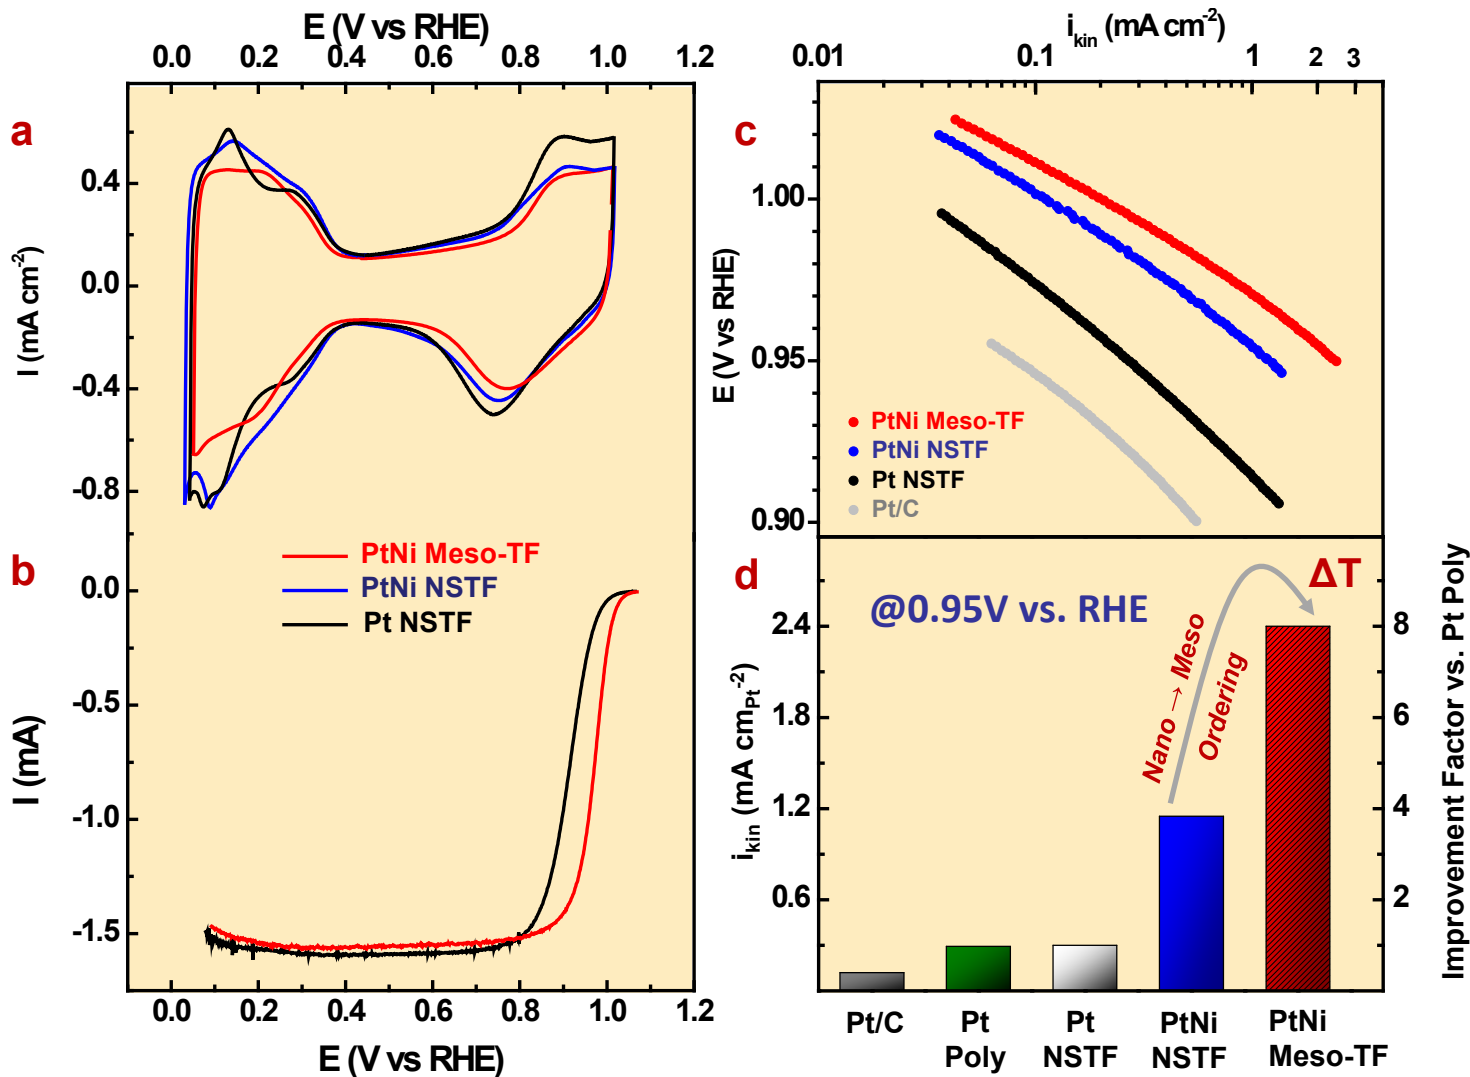 E (V vs RHE)
0.0 0.2 0.4 0.6 0.8 1.0 1.2
a
0.4
0.0
-0.4
-0.8
I (mA cm-2)
b
PtNi Meso-TF
PtNi NSTF
Pt NSTF
0.0
-0.5
-1.0
-1.5
I (mA)
0.0 0.2 0.4 0.6 0.8 1.0 1.2
E (V vs RHE)
ikin (mA cm-2)
0.01 0.1 1 2 3
c
1.00
0.95
0.90
E (V vs RHE)
PtNi Meso-TF
PtNi NSTF
Pt NSTF
Pt/C
d
@0.95V vs. RHE
ΔT
Nano → Meso
Ordering
2.4
1.8
1.2
0.6
ikin (mA cmPt-2)
8
6
4
2
Improvement Factor vs. Pt Poly
Pt/C
Pt
Poly
Pt
NSTF
PtNi
NSTF
PtNi
Meso-TF